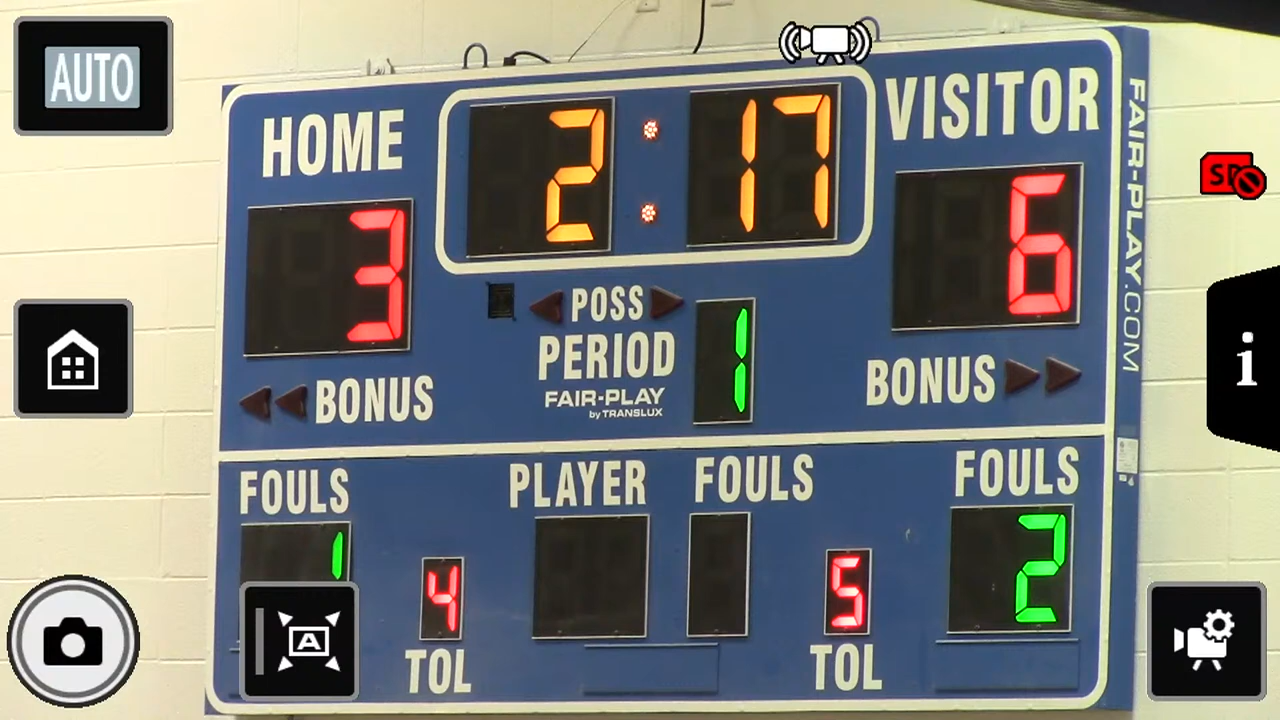 AUTO
HOME
2:17
VISITOR
3
6
POSS
PERIOD
1
FAIR-PLAY
by TRANSLUX
BONUS
BONUS
FAIR-PLAY.COM
FOULS
PLAYER
FOULS
FOULS
1
4
5
2
TOL
TOL
A
SD
i